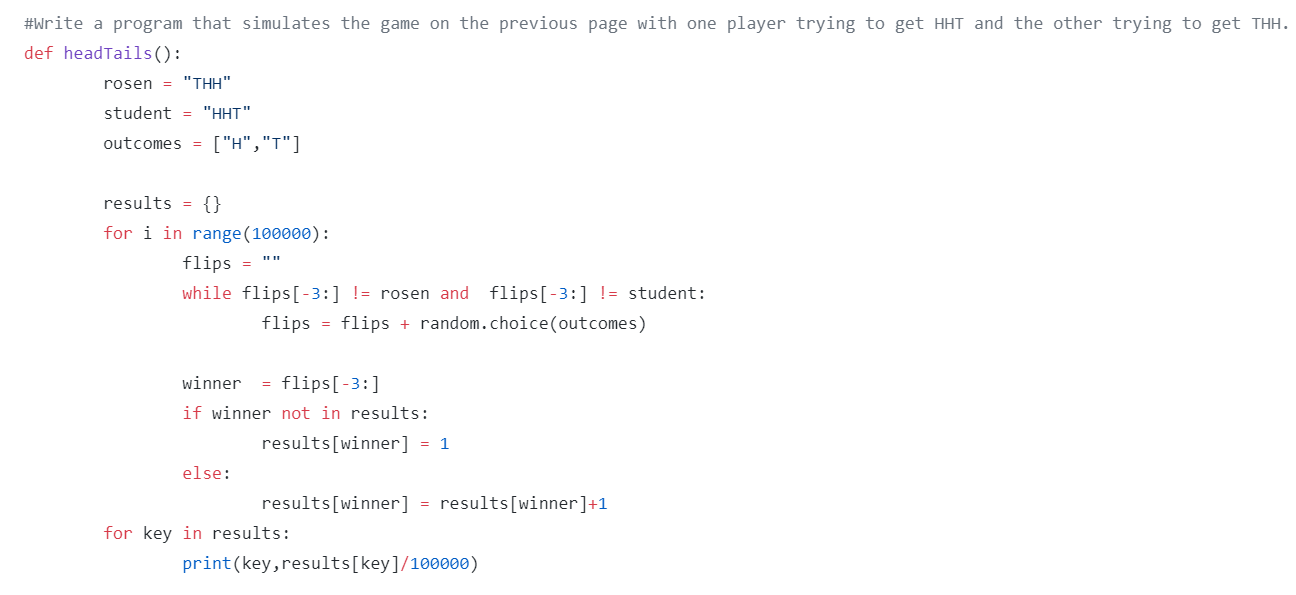 #Write a program that simulates the game on the previous page with one player trying to get HHT and the other trying to get THH.
def headTails():
        rosen = "THH"
        student = "HHT"
        outcomes = ["H","T"]

        results = {}
        for i in range(100000):
                flips = ""
                while flips[-3:] != rosen and  flips[-3:] != student:
                        flips = flips + random.choice(outcomes)

                winner  = flips[-3:]
                if winner not in results:
                        results[winner] = 1
                else:
                        results[winner] = results[winner]+1
        for key in results:
                print(key,results[key]/100000)